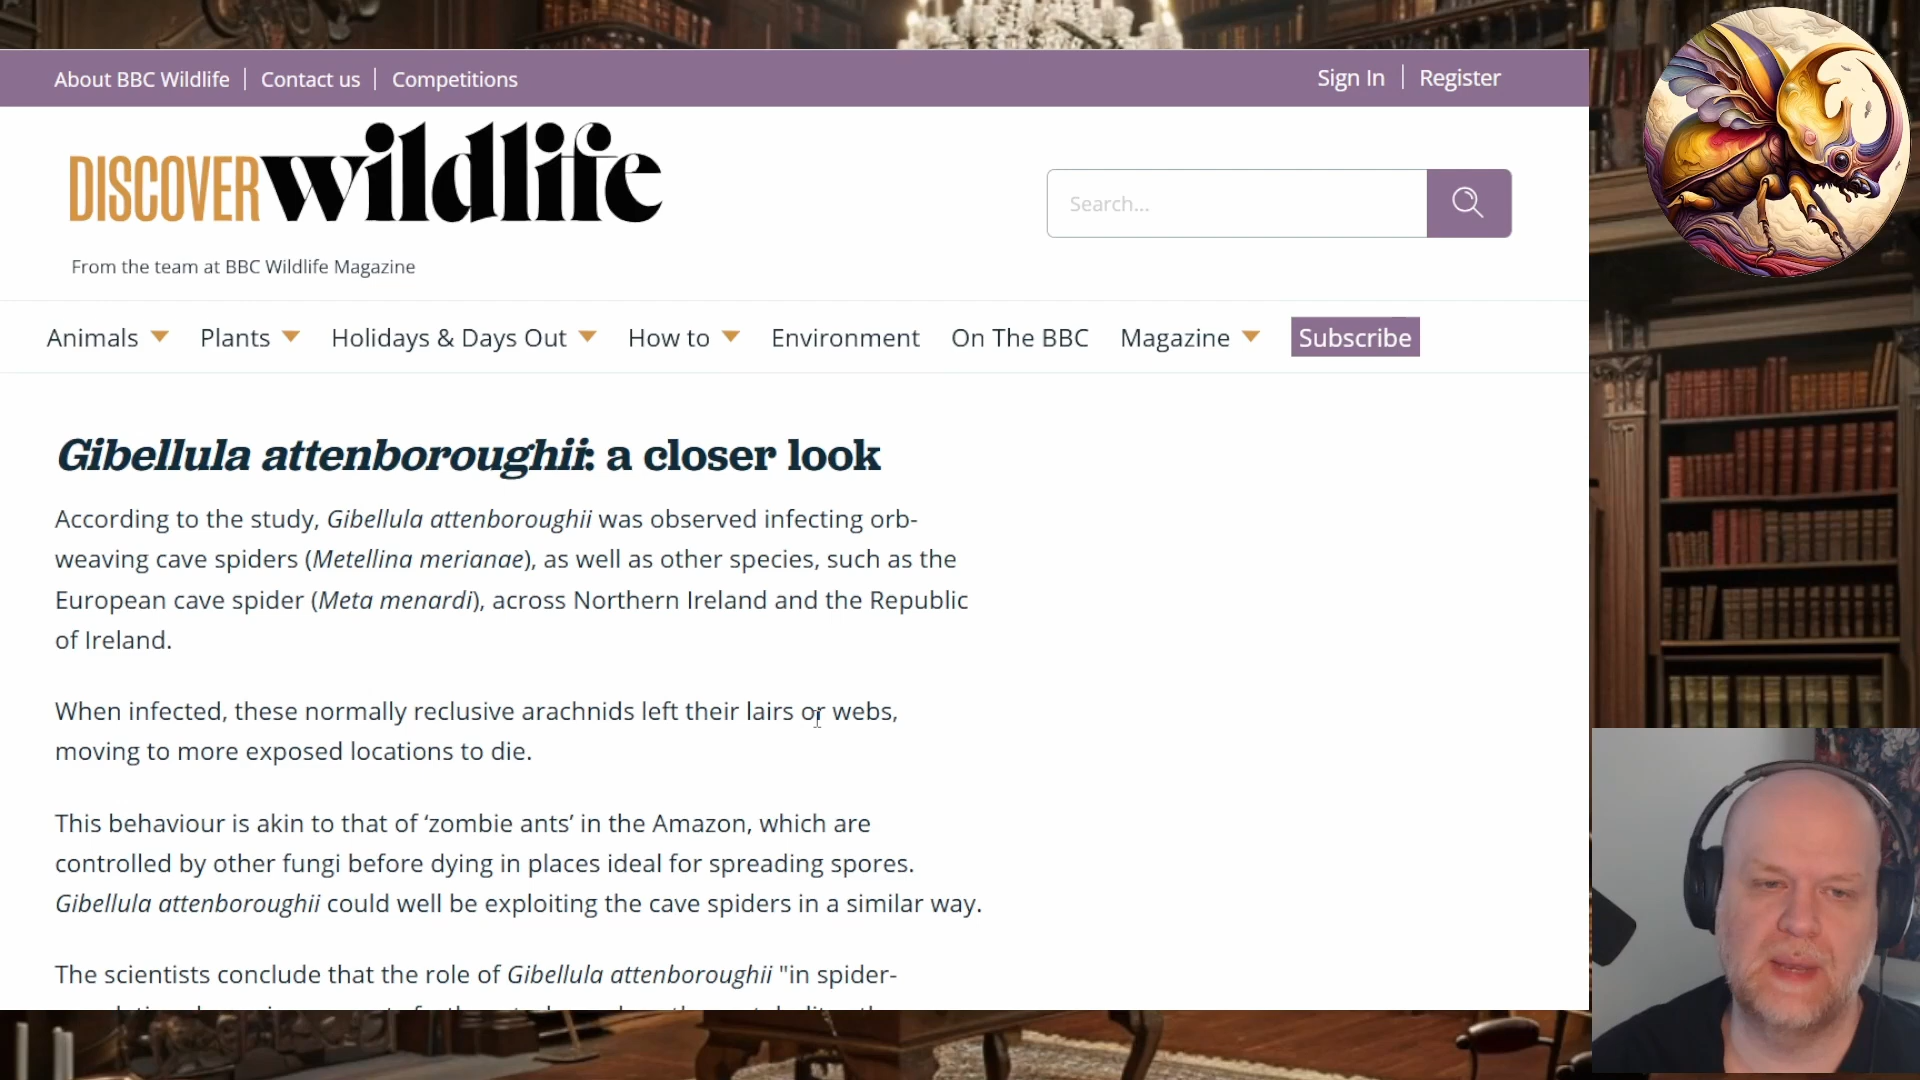 About BBC Wildlife | Contact us | Competitions
Sign In | Register
DISCOVER wildlife
Search...
From the team at BBC Wildlife Magazine
Animals Plants Holidays & Days Out How to Environment On The BBC Magazine Subscribe
Gibellula attenboroughii: a closer look
According to the study, Gibellula attenboroughii was observed infecting orb-
weaving cave spiders (Metellina merianae), as well as other species, such as the
European cave spider (Meta menardi), across Northern Ireland and the Republic
of Ireland.
When infected, these normally reclusive arachnids left their lairs or webs,
moving to more exposed locations to die.
This behaviour is akin to that of ‘zombie ants’ in the Amazon, which are
controlled by other fungi before dying in places ideal for spreading spores.
Gibellula attenboroughii could well be exploiting the cave spiders in a similar way.
The scientists conclude that the role of Gibellula attenboroughii "in spider-